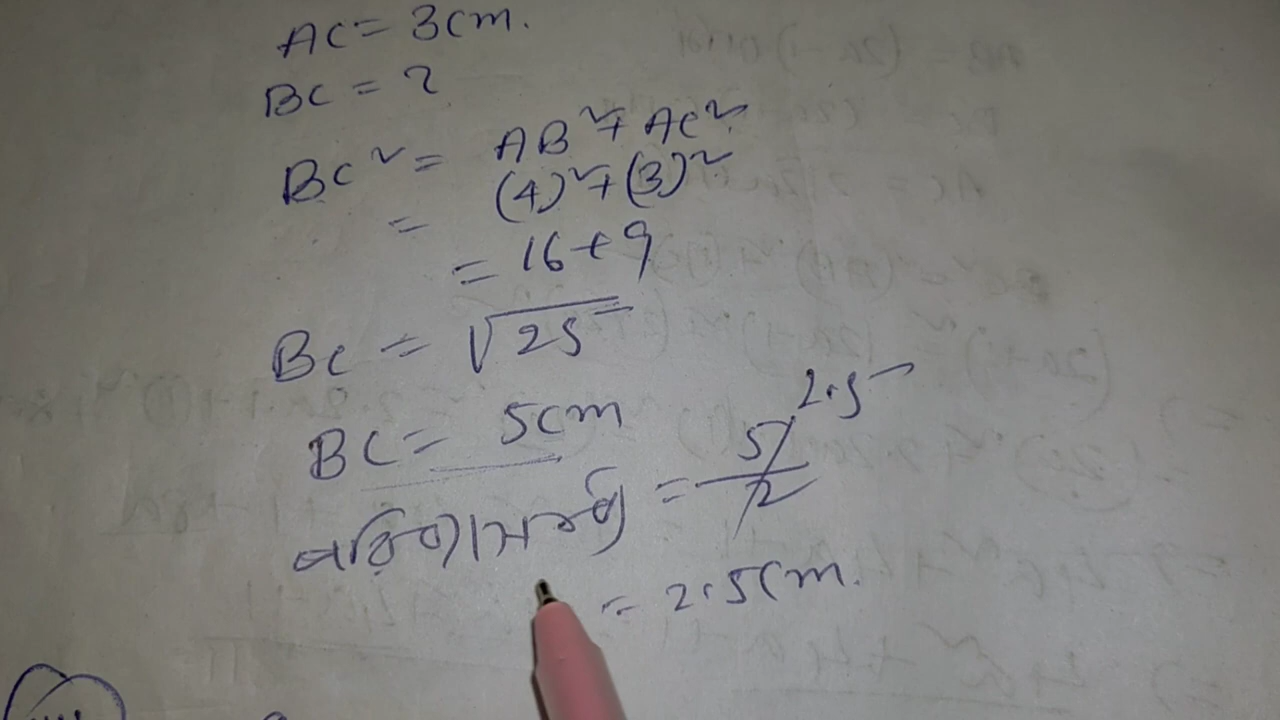 AC = 3cm.
BC = ?
BC² = AB² + AC²
= (4)² + (3)²
= 16 + 9
BC = √25
BC = 5cm
পরিব্যাসার্ধ = 5/2 2.5
= 2.5cm.